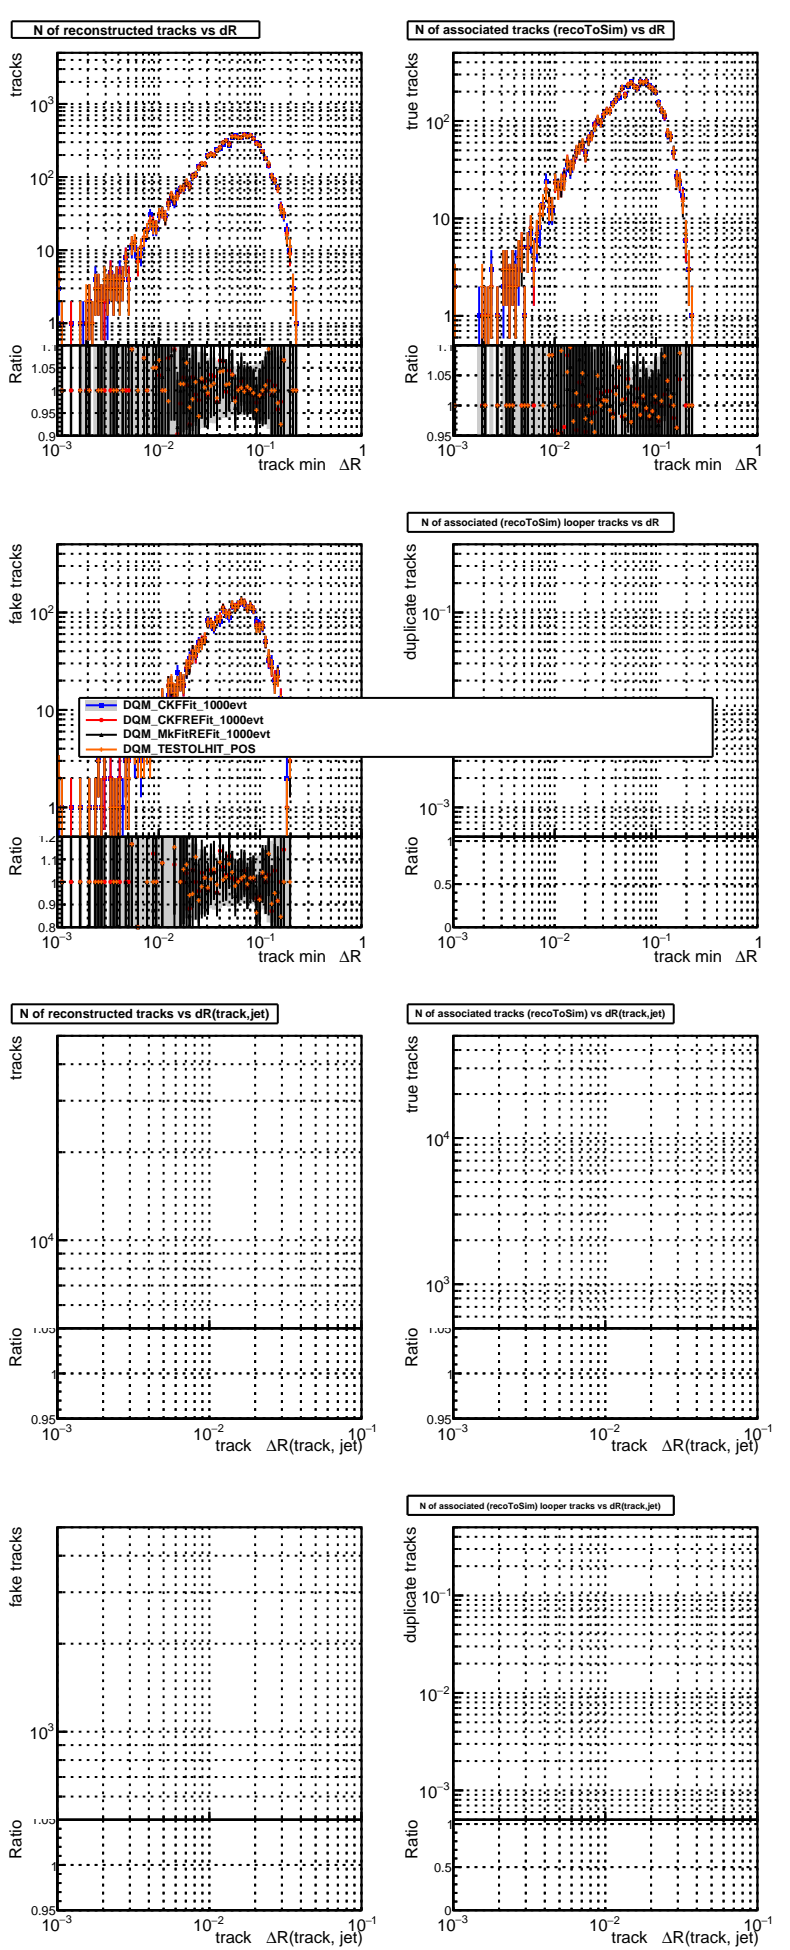 N of reconstructed tracks vs dR
tracks
10³
10²
10
1
Ratio
1.1
1.05
1
0.95
0.9
10⁻³
10⁻²
10⁻¹
1
track min ΔR
N of associated tracks (recoToSim) vs dR
true tracks
10²
10
1
Ratio
1.1
1.05
1
0.95
10⁻³
10⁻²
10⁻¹
1
track min ΔR
fake tracks
10²
10
1
Ratio
1.2
1.1
1
0.9
0.8
10⁻³
10⁻²
10⁻¹
1
track min ΔR
N of associated (recoToSim) looper tracks vs dR
duplicate tracks
10⁻¹
10⁻³
Ratio
1
0.5
0
10⁻³
10⁻²
10⁻¹
1
track min ΔR
DQM_CKFFit_1000evt
DQM_CKFREFit_1000evt
DQM_MkFitREFit_1000evt
DQM_TESTOLHIT_POS
N of reconstructed tracks vs dR(track,jet)
tracks
10⁴
Ratio
1.05
1
0.95
10⁻³
10⁻²
10⁻¹
track ΔR(track, jet)
N of associated tracks (recoToSim) vs dR(track,jet)
true tracks
10⁴
10³
Ratio
1.05
1
0.95
10⁻³
10⁻²
10⁻¹
track ΔR(track, jet)
fake tracks
10³
Ratio
1.05
1
0.95
10⁻³
10⁻²
10⁻¹
track ΔR(track, jet)
N of associated (recoToSim) looper tracks vs dR(track,jet)
duplicate tracks
10⁻¹
10⁻²
10⁻³
Ratio
1
0.5
0
10⁻³
10⁻²
10⁻¹
track ΔR(track, jet)